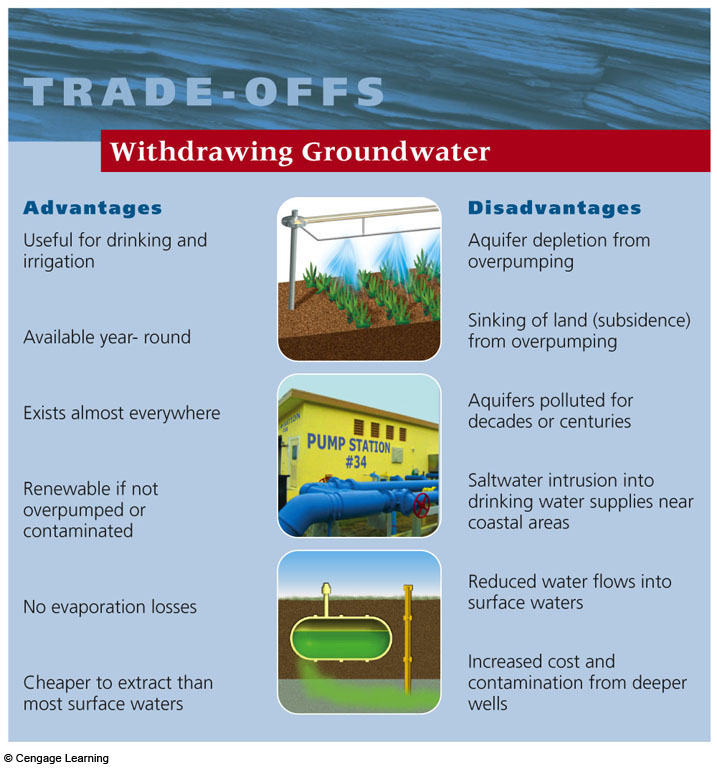 TRADE-OFFS
Withdrawing Groundwater
Advantages
Useful for drinking and
irrigation
Available year- round
Exists almost everywhere
Renewable if not
overpumped or
contaminated
No evaporation losses
Cheaper to extract than
most surface waters
PUMP STATION
#34
Disadvantages
Aquifer depletion from
overpumping
Sinking of land (subsidence)
from overpumping
Aquifers polluted for
decades or centuries
Saltwater intrusion into
drinking water supplies near
coastal areas
Reduced water flows into
surface waters
Increased cost and
contamination from deeper
wells
© Cengage Learning